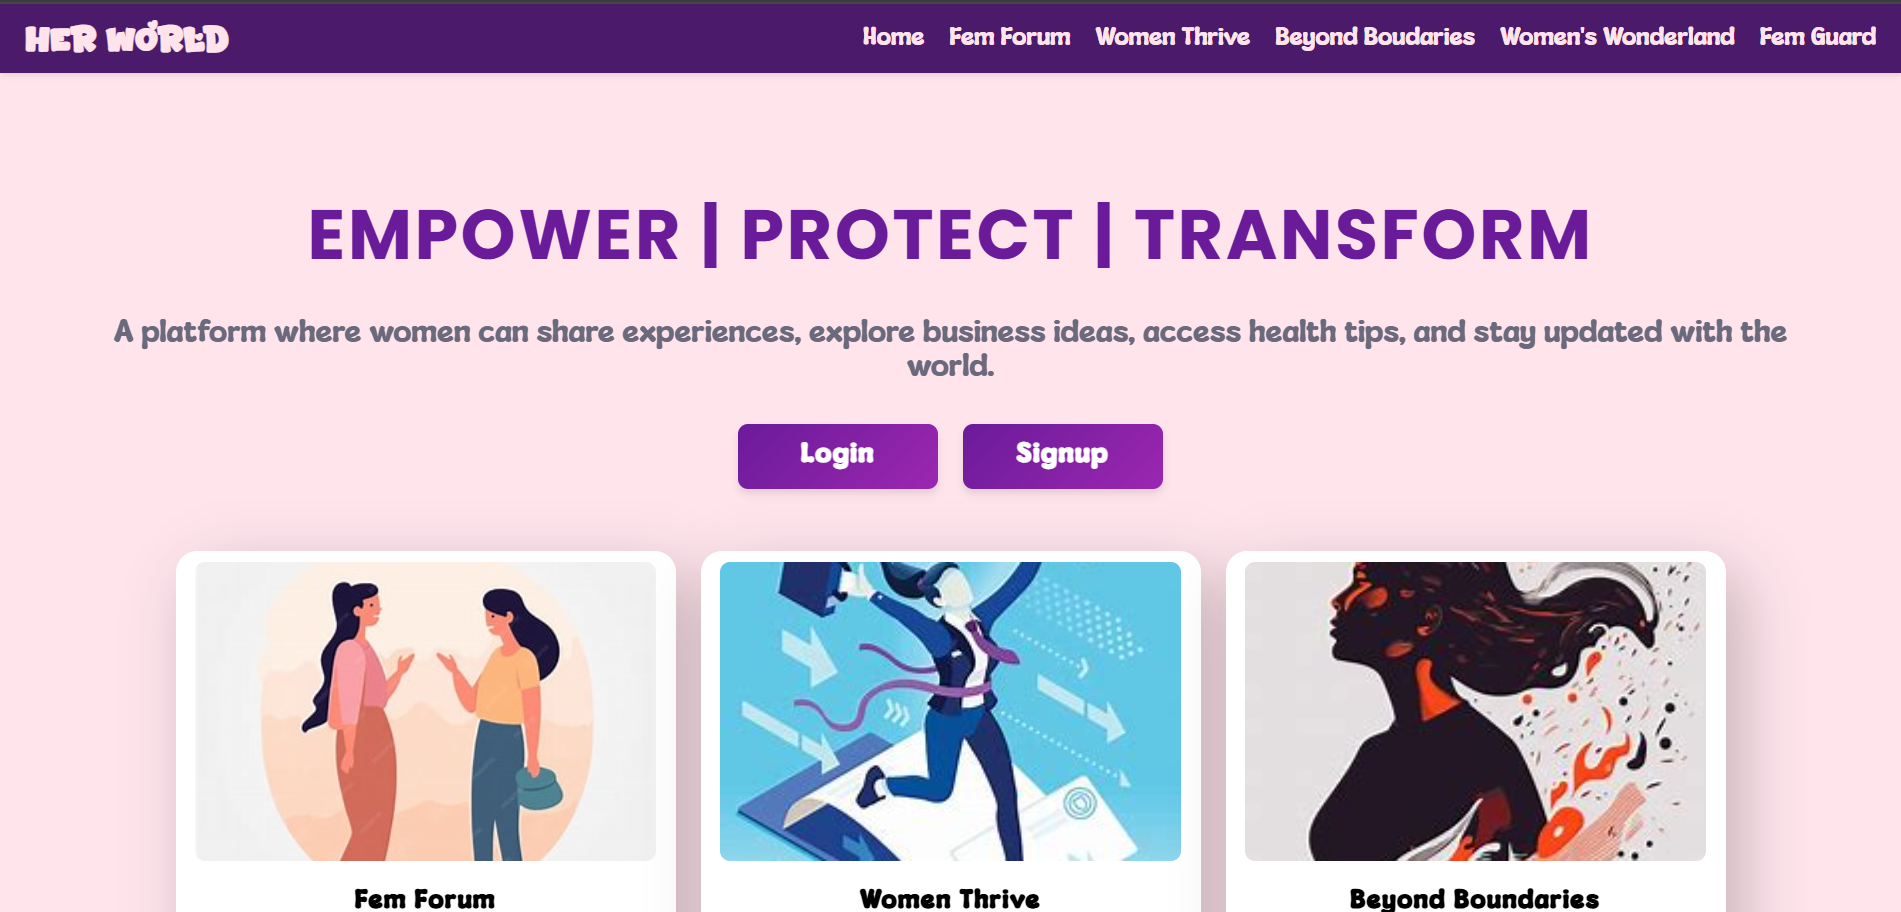 HER WORLD
Home Fem Forum Women Thrive Beyond Boudaries Women's Wonderland Fem Guard
EMPOWER | PROTECT | TRANSFORM
A platform where women can share experiences, explore business ideas, access health tips, and stay updated with the
world.
Login Signup
Fem Forum Women Thrive Beyond Boundaries